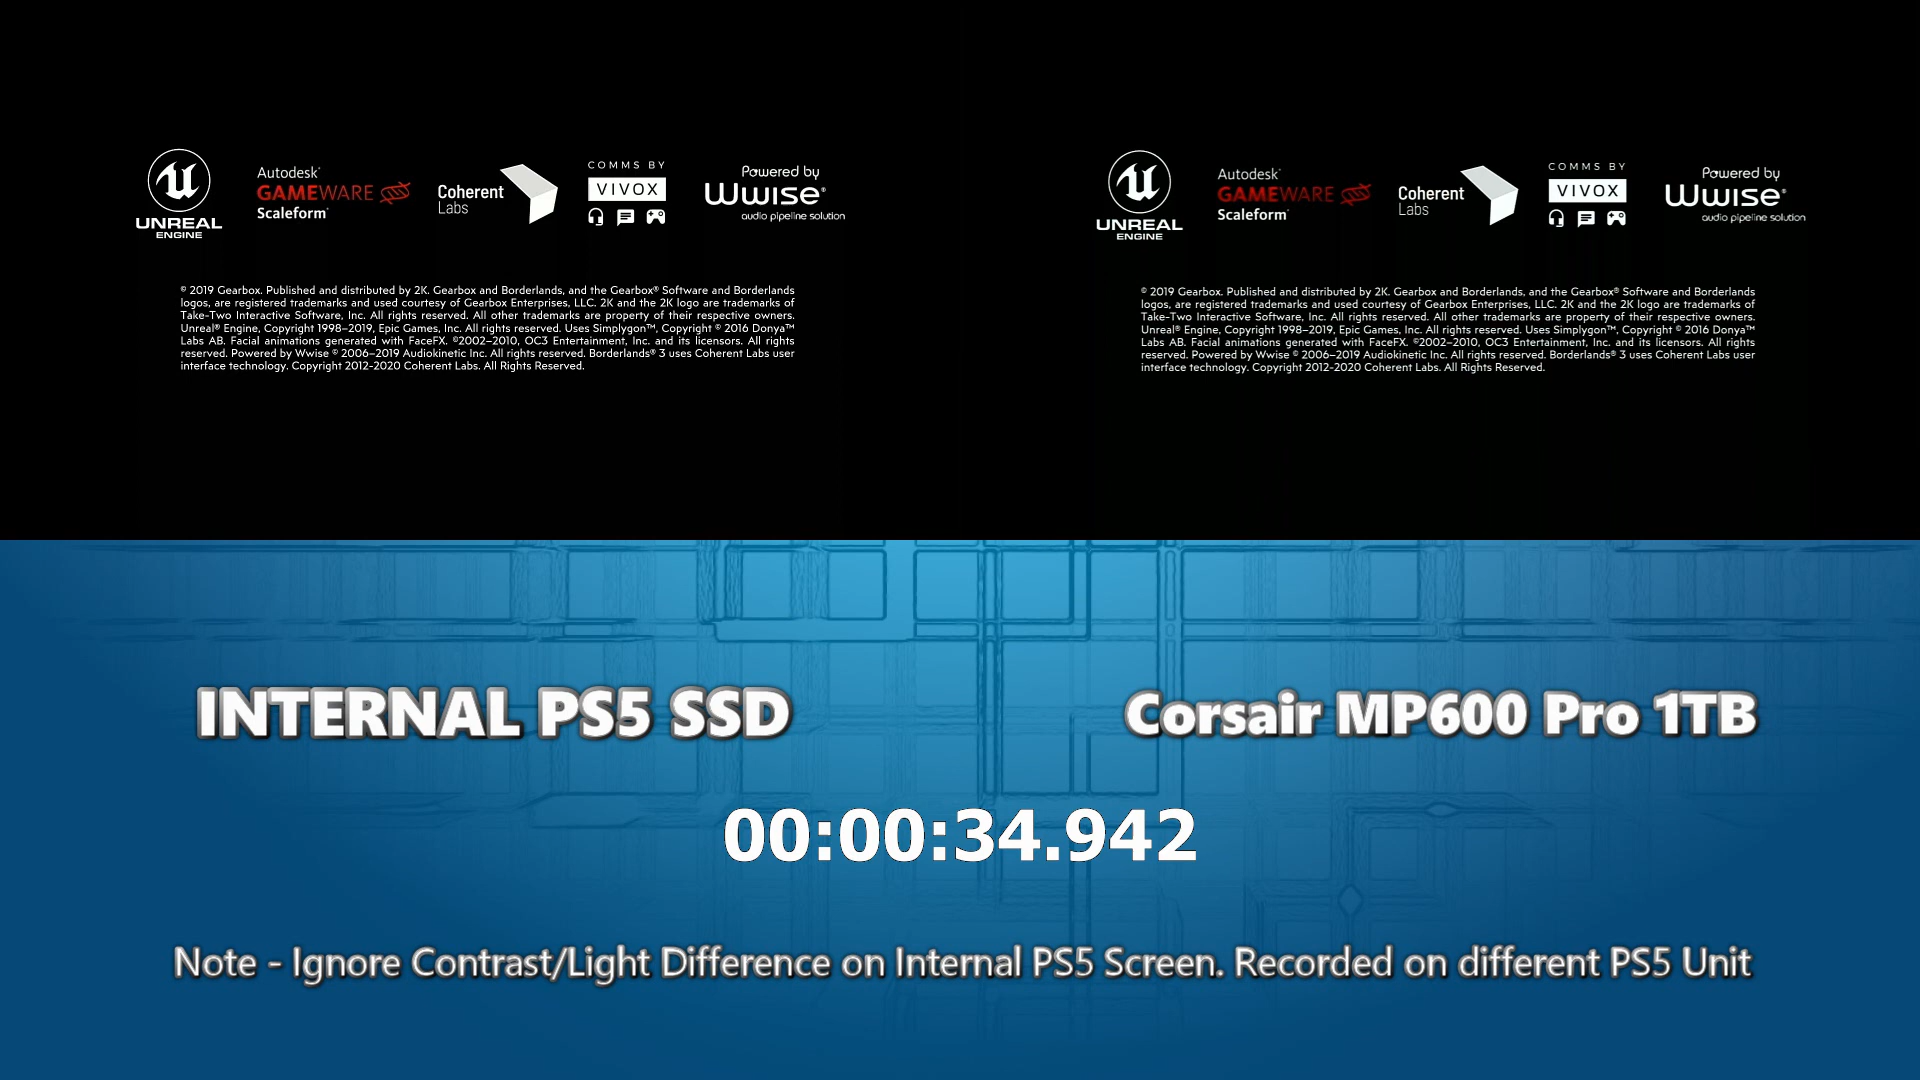 UNREAL
ENGINE
Autodesk
GAMEWARE
Scaleform
Coherent
Labs
COMMS BY
VIVOX
Powered by
Wwise®
audio pipeline solution
© 2019 Gearbox. Published and distributed by 2K. Gearbox and Borderlands, and the Gearbox® Software and Borderlands
logos, are registered trademarks and used courtesy of Gearbox Enterprises, LLC. 2K and the 2K logo are trademarks of
Take-Two Interactive Software, Inc. All rights reserved. All other trademarks are property of their respective owners.
Unreal® Engine, Copyright 1998–2019, Epic Games, Inc. All rights reserved. Uses Simplygon™, Copyright © 2016 Donya™
Labs AB. Facial animations generated with FaceFX. ©2002–2010, OC3 Entertainment, Inc. and its licensors. All rights
reserved. Powered by Wwise © 2006–2019 Audiokinetic Inc. All rights reserved. Borderlands® 3 uses Coherent Labs user
interface technology. Copyright 2012-2020 Coherent Labs. All Rights Reserved.
UNREAL
ENGINE
Autodesk
GAMEWARE
Scaleform
Coherent
Labs
COMMS BY
VIVOX
Powered by
Wwise®
audio pipeline solution
© 2019 Gearbox. Published and distributed by 2K. Gearbox and Borderlands, and the Gearbox® Software and Borderlands
logos, are registered trademarks and used courtesy of Gearbox Enterprises, LLC. 2K and the 2K logo are trademarks of
Take-Two Interactive Software, Inc. All rights reserved. All other trademarks are property of their respective owners.
Unreal® Engine, Copyright 1998–2019, Epic Games, Inc. All rights reserved. Uses Simplygon™, Copyright © 2016 Donya™
Labs AB. Facial animations generated with FaceFX. ©2002–2010, OC3 Entertainment, Inc. and its licensors. All rights
reserved. Powered by Wwise © 2006–2019 Audiokinetic Inc. All rights reserved. Borderlands® 3 uses Coherent Labs user
interface technology. Copyright 2012-2020 Coherent Labs. All Rights Reserved.
INTERNAL PS5 SSD
Corsair MP600 Pro 1TB
00:00:34.942
Note - Ignore Contrast/Light Difference on Internal PS5 Screen. Recorded on different PS5 Unit